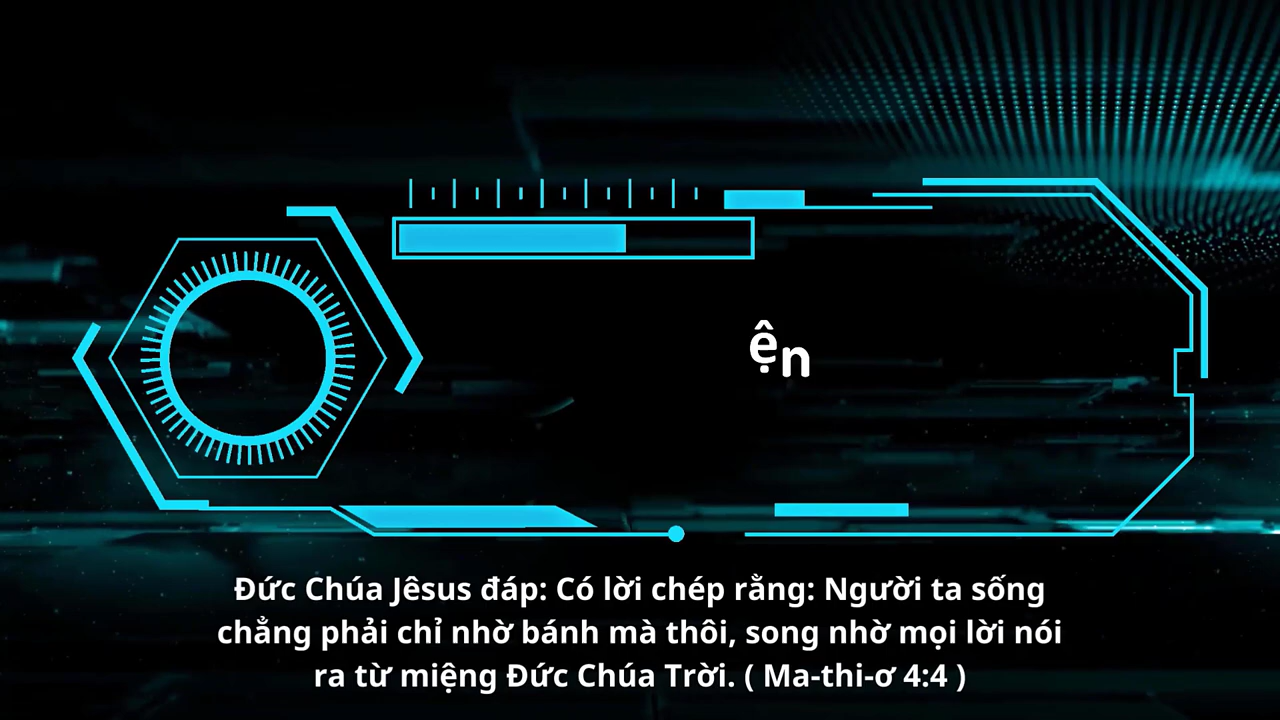 ện
Đức Chúa Jêsus đáp: Có lời chép rằng: Người ta sống
chẳng phải chỉ nhờ bánh mà thôi, song nhờ mọi lời nói
ra từ miệng Đức Chúa Trời. ( Ma-thi-ơ 4:4 )